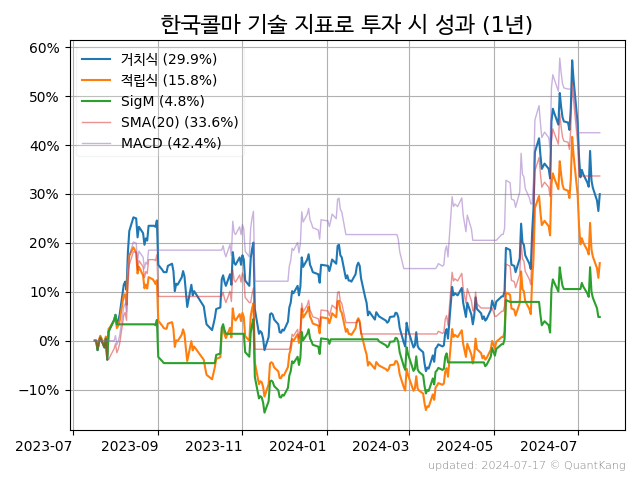 한국콜마 기술 지표로 투자 시 성과 (1년)
60%
50%
40%
30%
20%
10%
0%
−10%
거치식 (29.9%)
적립식 (15.8%)
SigM (4.8%)
SMA(20) (33.6%)
MACD (42.4%)
2023-07 2023-09 2023-11 2024-01 2024-03 2024-05 2024-07
updated: 2024-07-17 © QuantKang